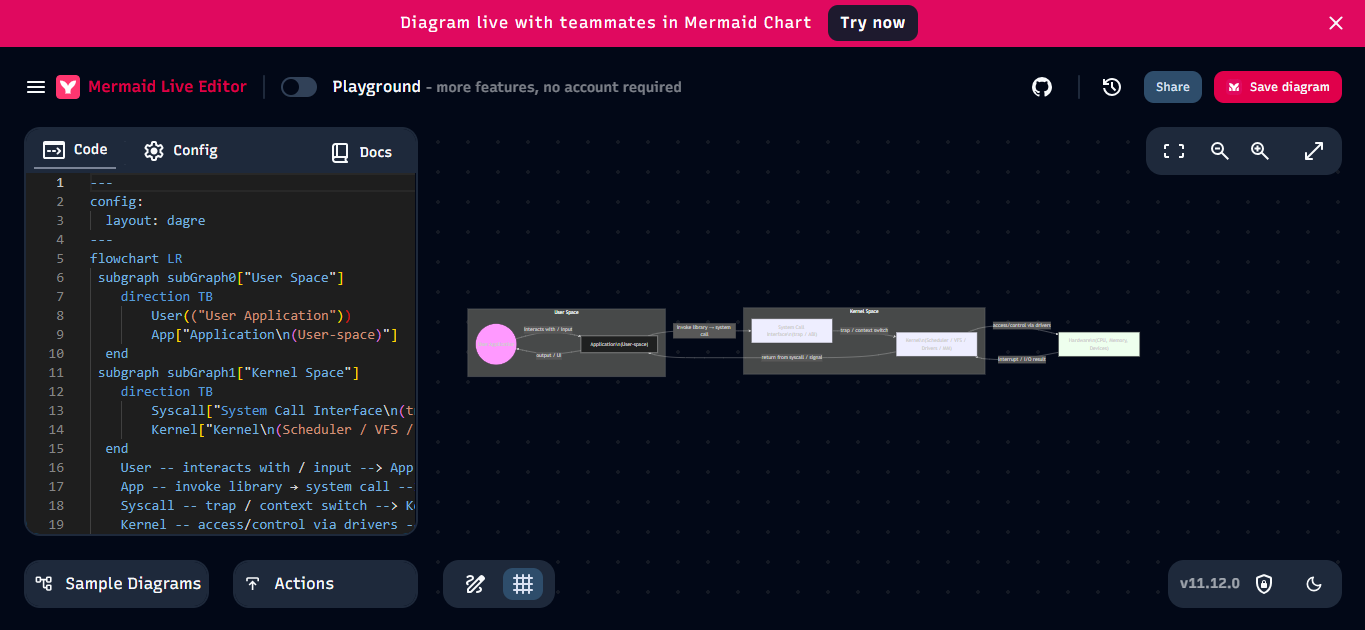 Diagram live with teammates in Mermaid Chart Try now
Mermaid Live Editor
Playground - more features, no account required
Share
Save diagram
Code
Config
Docs
1 ---
2 config:
3 layout: dagre
4 ---
5 flowchart LR
6 subgraph subGraph0["User Space"]
7 direction TB
8 User(("User Application"))
9 App["Application\n(User-space)"]
10 end
11 subgraph subGraph1["Kernel Space"]
12 direction TB
13 Syscall["System Call Interface\n(t
14 Kernel["Kernel\n(Scheduler / VFS /
15 end
16 User -- interacts with / input --> App
17 App -- invoke library → system call --
18 Syscall -- trap / context switch --> K
19 Kernel -- access/control via drivers -
User Space
interacts with / input
Application\n(User-space)
output / UI
invoke library → system
call
Kernel Space
System Call
Interface\n(trap / ABI)
trap / context switch
Kernel\n(Scheduler / VFS /
Drivers / MM)
return from syscall / signal
access/control via drivers
Hardware\n(CPU, Memory,
Devices)
interrupt / I/O result
Sample Diagrams
Actions
v11.12.0